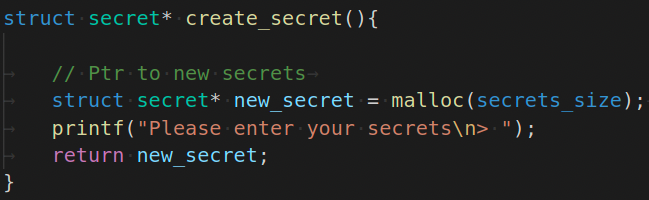 struct secret* create_secret(){
// Ptr to new secrets
struct secret* new_secret = malloc(secrets_size);
printf("Please enter your secrets\n> ");
return new_secret;
}